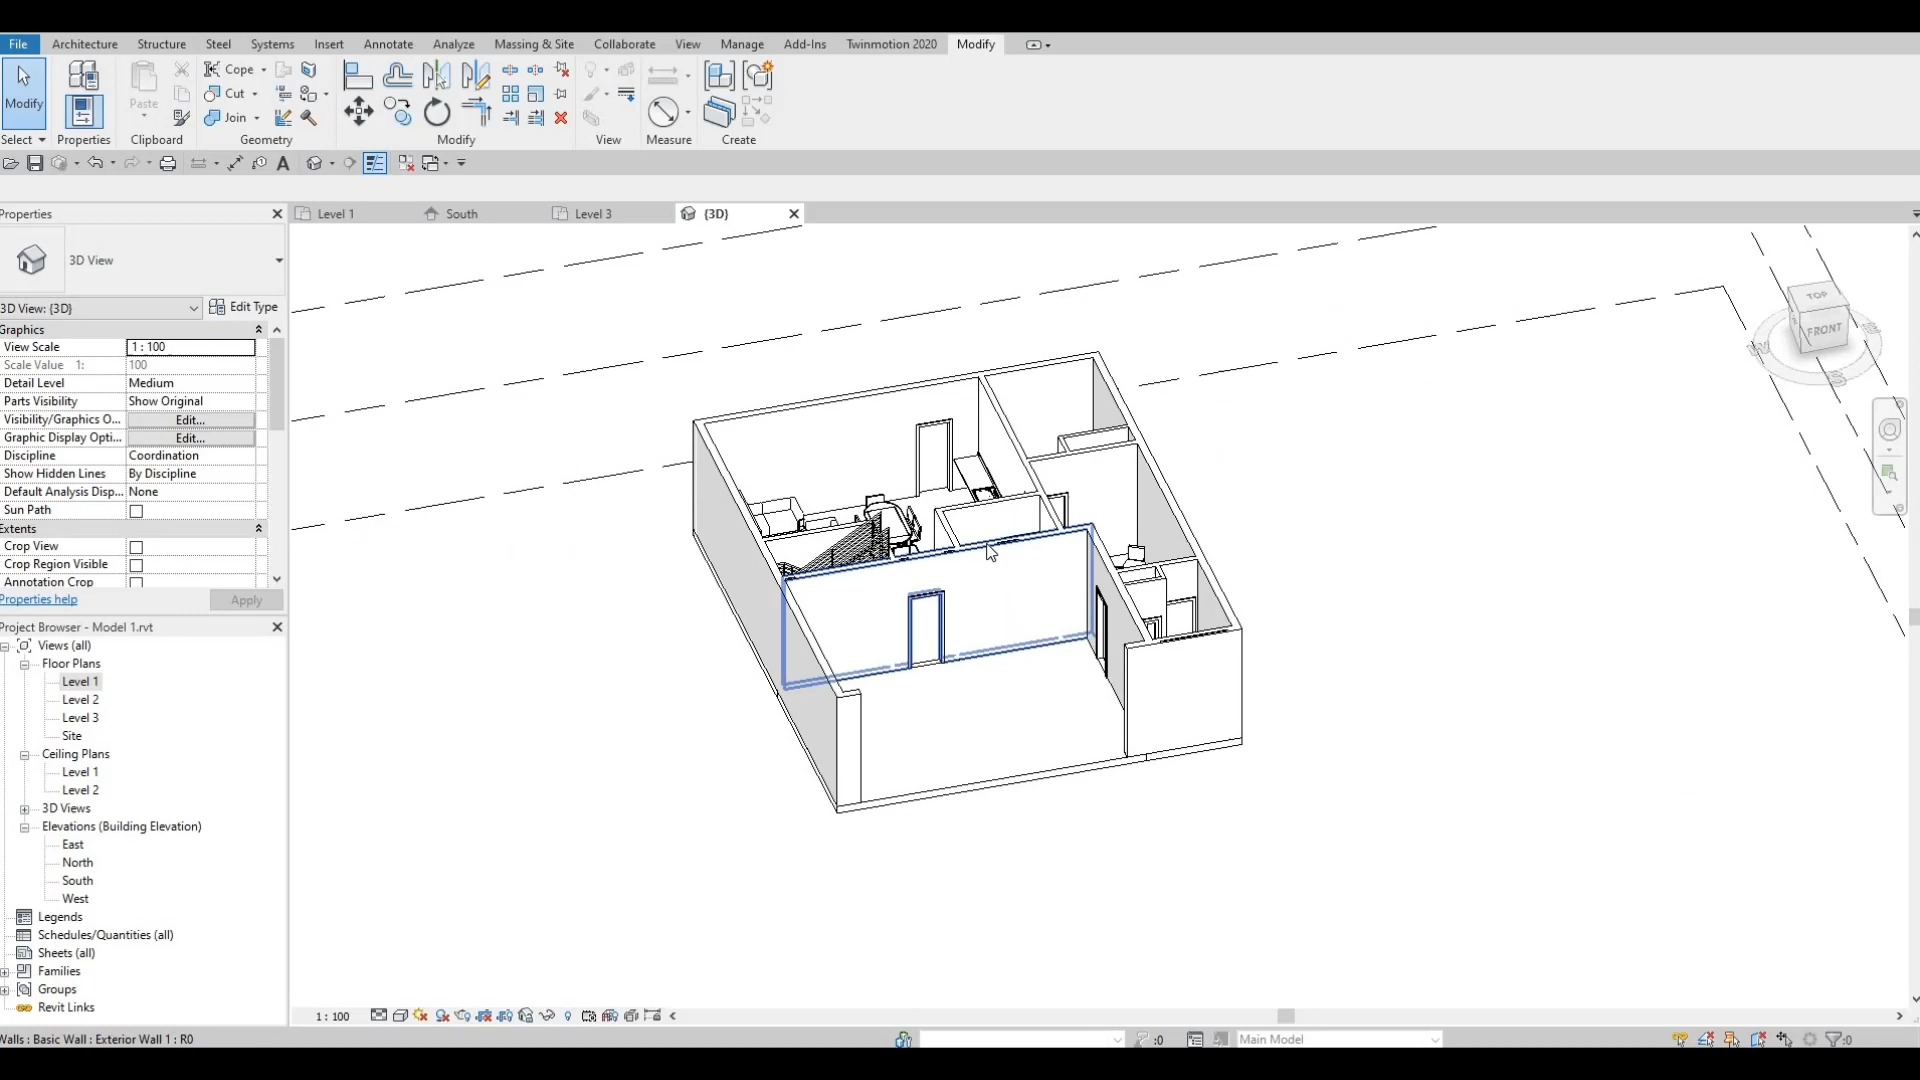 File Architecture Structure Steel Systems Insert Annotate Analyze Massing & Site Collaborate View Manage Add-Ins Twinmotion 2020 Modify
Modify
Paste
Cope
Cut
Join
Select Properties Clipboard Geometry Modify View Measure Create
A
Properties
Level 1
South
Level 3
{3D}
3D View
3D View: {3D}
Edit Type
Graphics
View Scale 1 : 100
Scale Value 1: 100
Detail Level Medium
Parts Visibility Show Original
Visibility/Graphics O... Edit...
Graphic Display Opti... Edit...
Discipline Coordination
Show Hidden Lines By Discipline
Default Analysis Disp... None
Sun Path
Extents
Crop View
Crop Region Visible
Annotation Crop
Properties help
Apply
TOP
FRONT
W
S
E
Project Browser - Model 1.rvt
Views (all)
Floor Plans
Level 1
Level 2
Level 3
Site
Ceiling Plans
Level 1
Level 2
3D Views
Elevations (Building Elevation)
East
North
South
West
Legends
Schedules/Quantities (all)
Sheets (all)
Families
Groups
Revit Links
1 : 100
Walls : Basic Wall : Exterior Wall 1 : R0
:0
Main Model
:0